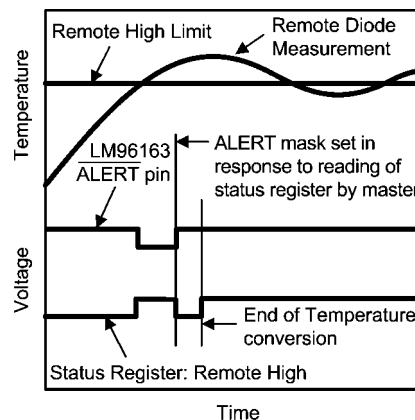 Remote High Limit
Remote Diode
Measurement
Temperature
LM96163
ALERT pin
ALERT mask set in
response to reading of
status register by master
Voltage
End of Temperature
conversion
Status Register: Remote High
Time